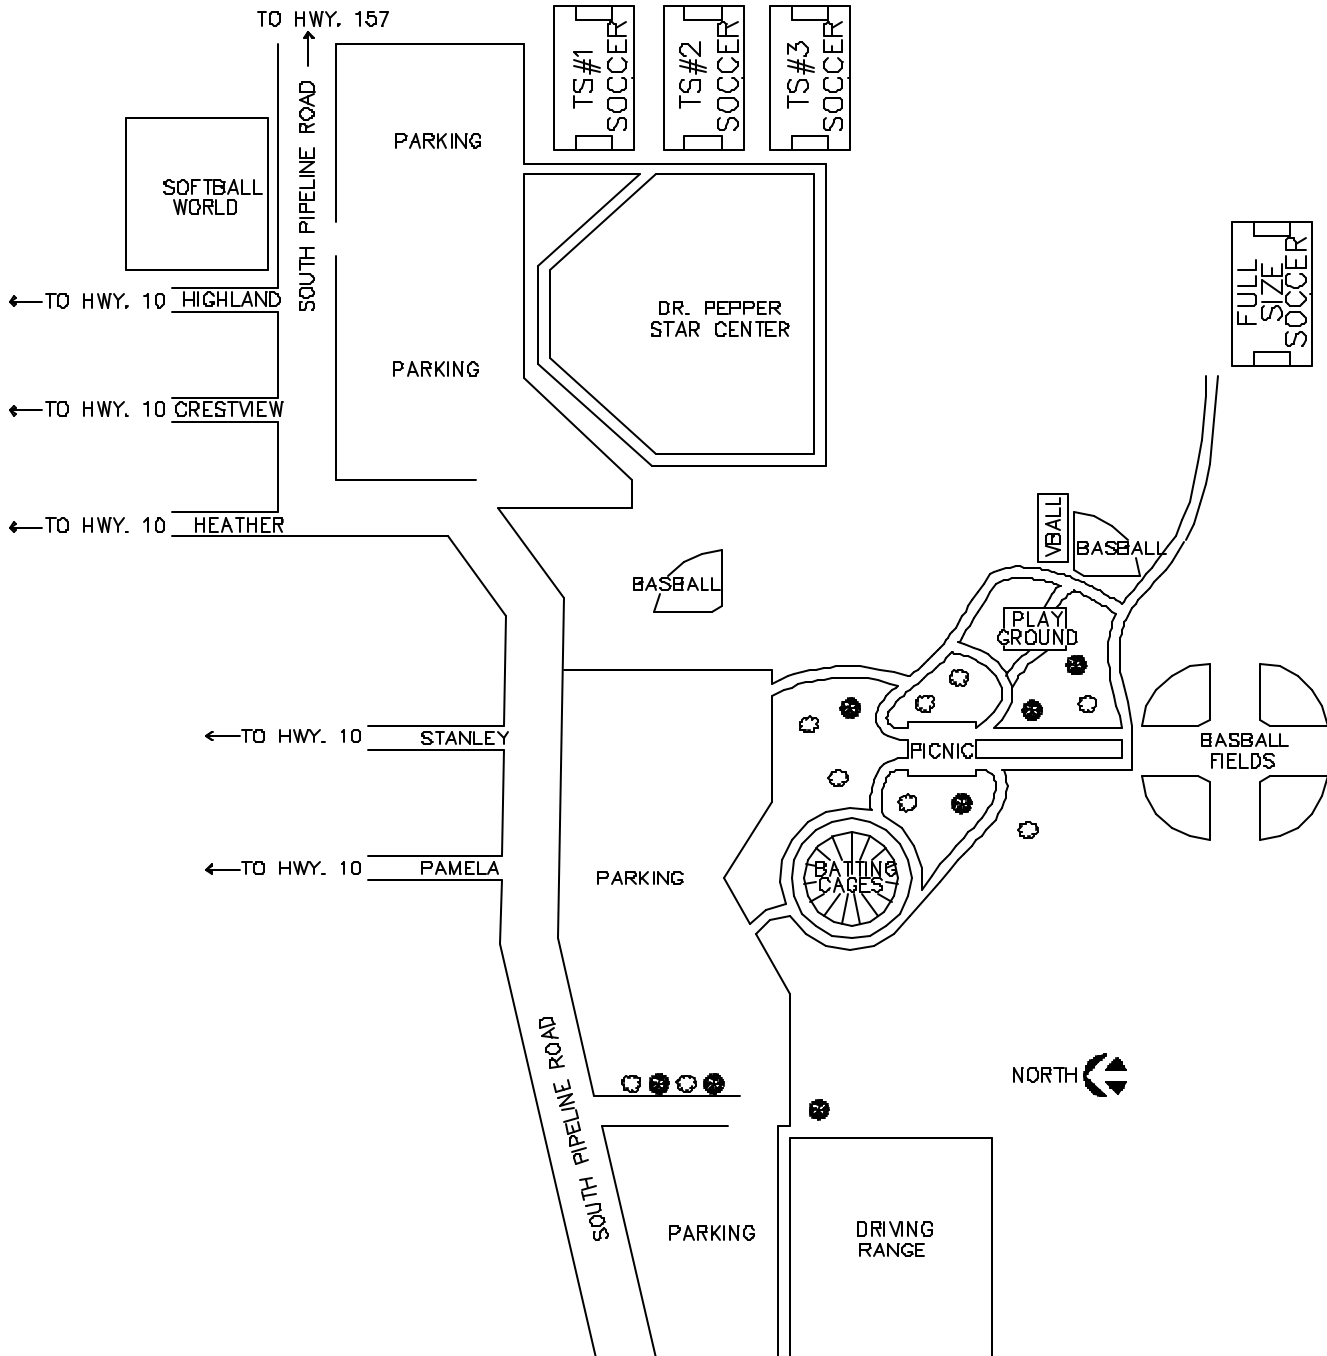 TO HWY. 157
TS#1
SOCCER
TS#2
SOCCER
TS#3
SOCCER
PARKING
SOUTH PIPELINE ROAD
SOFTBALL
WORLD
FULL
SIZE
SOCCER
TO HWY. 10 HIGHLAND
DR. PEPPER
STAR CENTER
PARKING
TO HWY. 10 CRESTVIEW
TO HWY. 10 HEATHER
VBALL
BASBALL
BASBALL
PLAY
GROUND
TO HWY. 10 STANLEY
PICNIC
BASBALL
FIELDS
TO HWY. 10 PAMELA
PARKING
BATTING
CAGES
SOUTH PIPELINE ROAD
NORTH
PARKING
DRIVING
RANGE